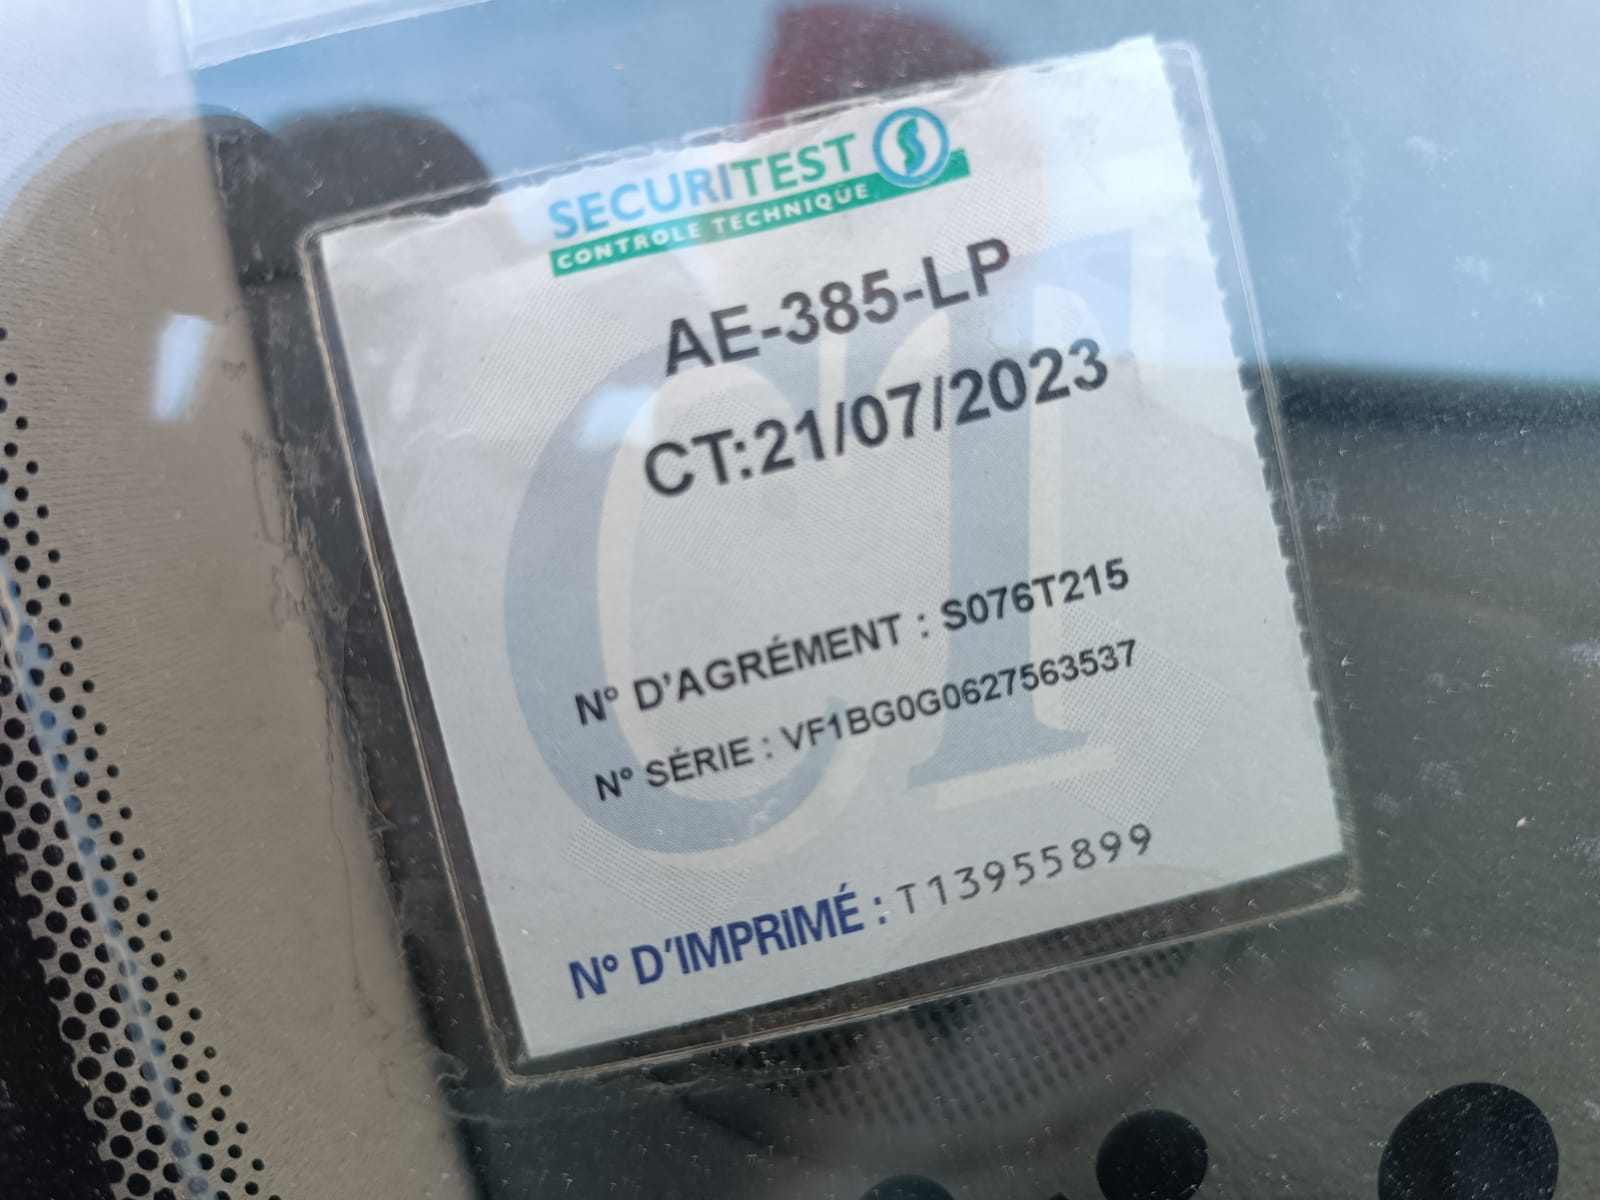 SECURITEST
CONTROLE TECHNIQUE
AE-385-LP
CT:21/07/2023
N° D'AGRÉMENT : S076T215
N° SÉRIE : VF1BG0G0627563537
N° D'IMPRIMÉ : T13955899